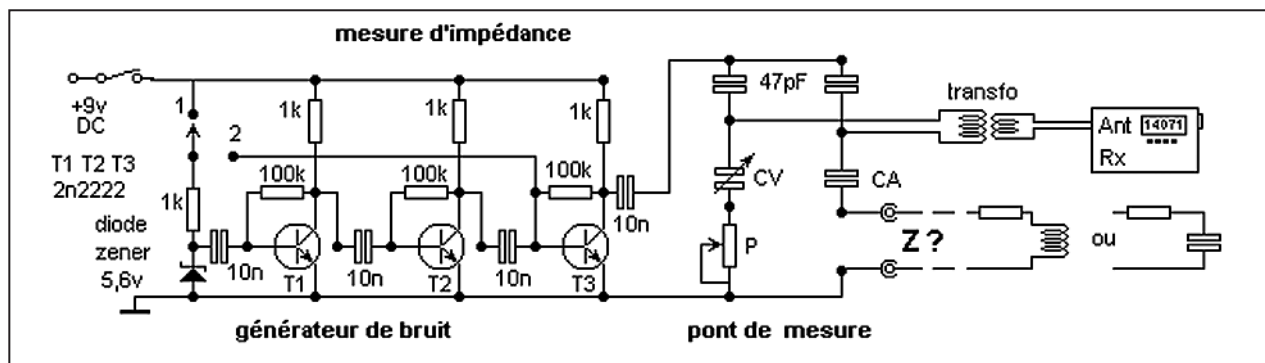 mesure d'impédance
+9v
DC
1
2
T1 T2 T3
2n2222
1k
diode
zener
5,6v
10n
100k
1k
T1
10n
100k
1k
T2
10n
100k
1k
T3
10n
47pF
CV
P
CA
transfo
Ant 14071
Rx
Z ?
ou
générateur de bruit
pont de mesure